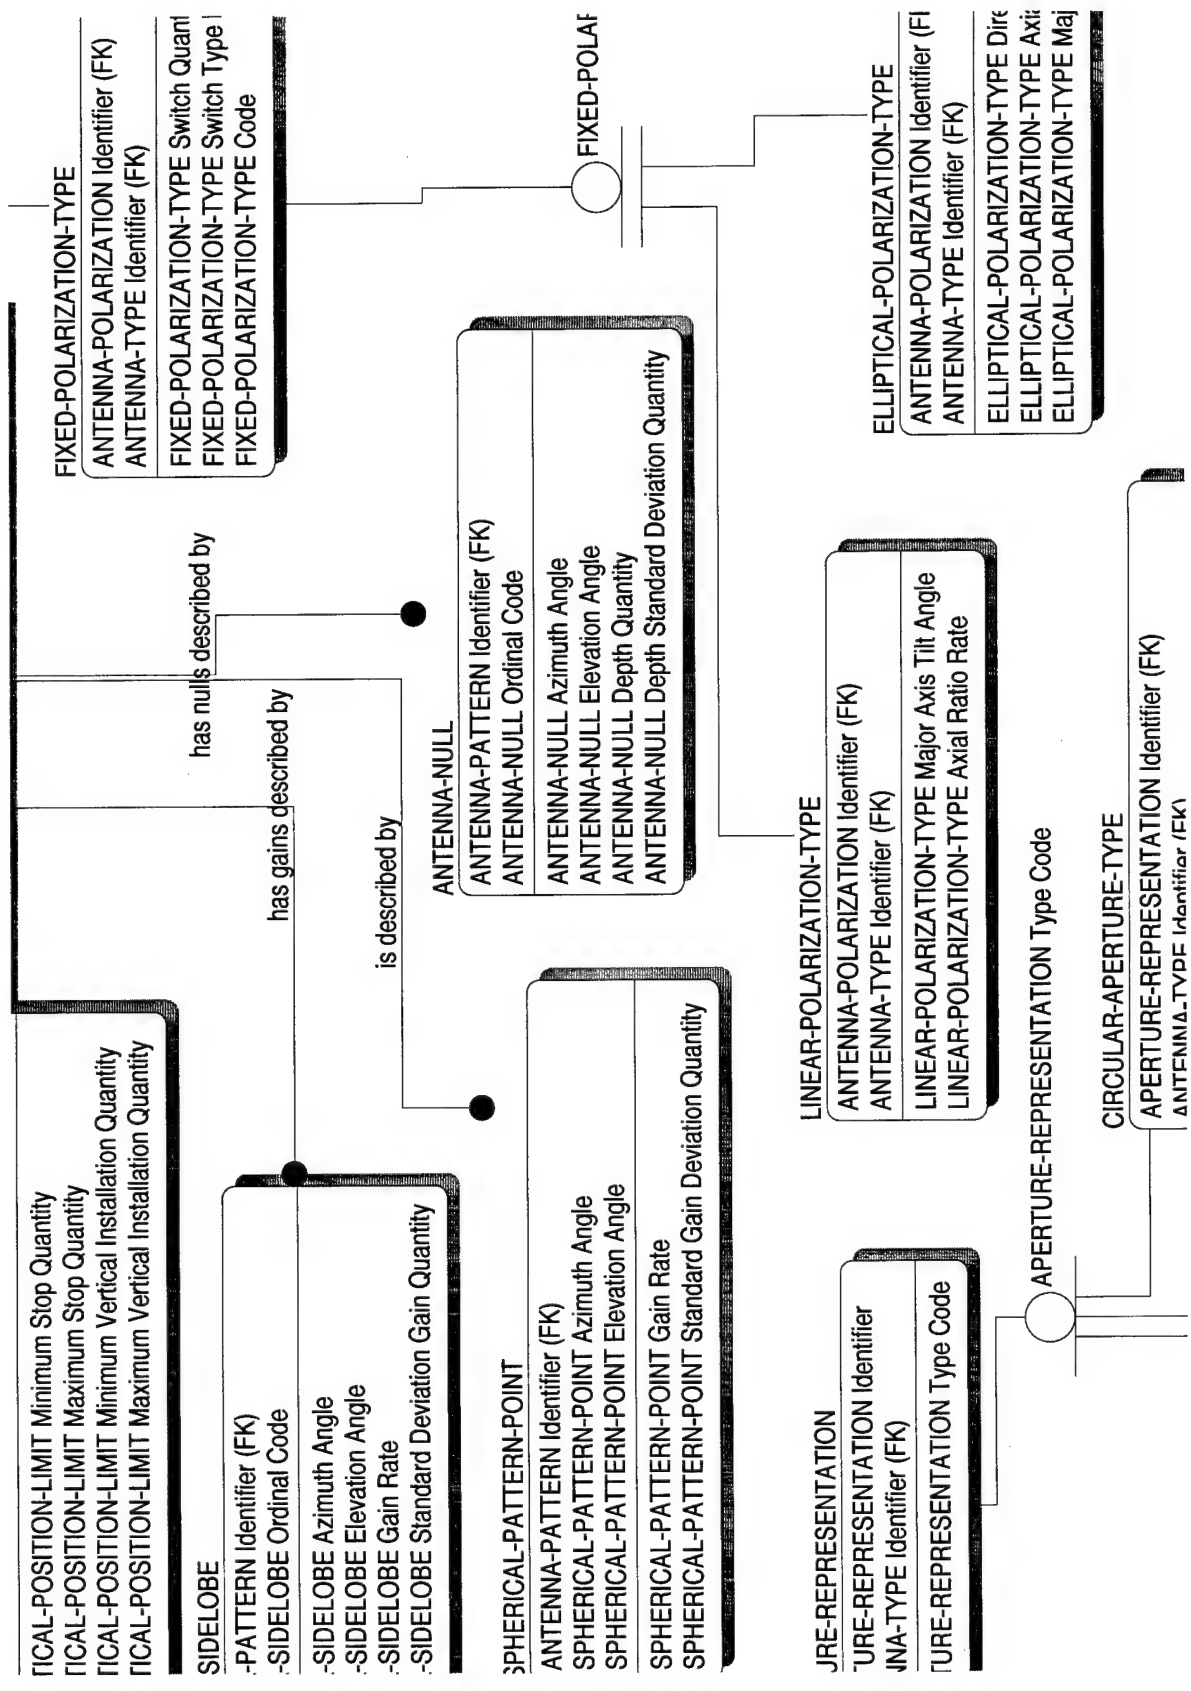 TICAL-POSITION-LIMIT Minimum Stop Quantity
TICAL-POSITION-LIMIT Maximum Stop Quantity
TICAL-POSITION-LIMIT Minimum Vertical Installation Quantity
TICAL-POSITION-LIMIT Maximum Vertical Installation Quantity
has gains described by
has nulls described by
is described by
FIXED-POLARIZATION-TYPE
ANTENNA-POLARIZATION Identifier (FK)
ANTENNA-TYPE Identifier (FK)
FIXED-POLARIZATION-TYPE Switch Quant
FIXED-POLARIZATION-TYPE Switch Type
FIXED-POLARIZATION-TYPE Code
SIDELOBE
-PATTERN Identifier (FK)
-SIDELOBE Ordinal Code
-SIDELOBE Azimuth Angle
-SIDELOBE Elevation Angle
-SIDELOBE Gain Rate
-SIDELOBE Standard Deviation Gain Quantity
ANTENNA-NULL
ANTENNA-PATTERN Identifier (FK)
ANTENNA-NULL Ordinal Code
ANTENNA-NULL Azimuth Angle
ANTENNA-NULL Elevation Angle
ANTENNA-NULL Depth Quantity
ANTENNA-NULL Depth Standard Deviation Quantity
FIXED-POLAR
SPHERICAL-PATTERN-POINT
ANTENNA-PATTERN Identifier (FK)
SPHERICAL-PATTERN-POINT Azimuth Angle
SPHERICAL-PATTERN-POINT Elevation Angle
SPHERICAL-PATTERN-POINT Gain Rate
SPHERICAL-PATTERN-POINT Standard Gain Deviation Quantity
LINEAR-POLARIZATION-TYPE
ANTENNA-POLARIZATION Identifier (FK)
ANTENNA-TYPE Identifier (FK)
LINEAR-POLARIZATION-TYPE Major Axis Tilt Angle
LINEAR-POLARIZATION-TYPE Axial Ratio Rate
ELLIPTICAL-POLARIZATION-TYPE
ANTENNA-POLARIZATION Identifier (F
ANTENNA-TYPE Identifier (FK)
ELLIPTICAL-POLARIZATION-TYPE Dire
ELLIPTICAL-POLARIZATION-TYPE Axi
ELLIPTICAL-POLARIZATION-TYPE Maj
URE-REPRESENTATION
TURE-REPRESENTATION Identifier
NNA-TYPE Identifier (FK)
TURE-REPRESENTATION Type Code
APERTURE-REPRESENTATION Type Code
CIRCULAR-APERTURE-TYPE
APERTURE-REPRESENTATION Identifier (FK)
ANTENNA-TYPE Identifier (FK)